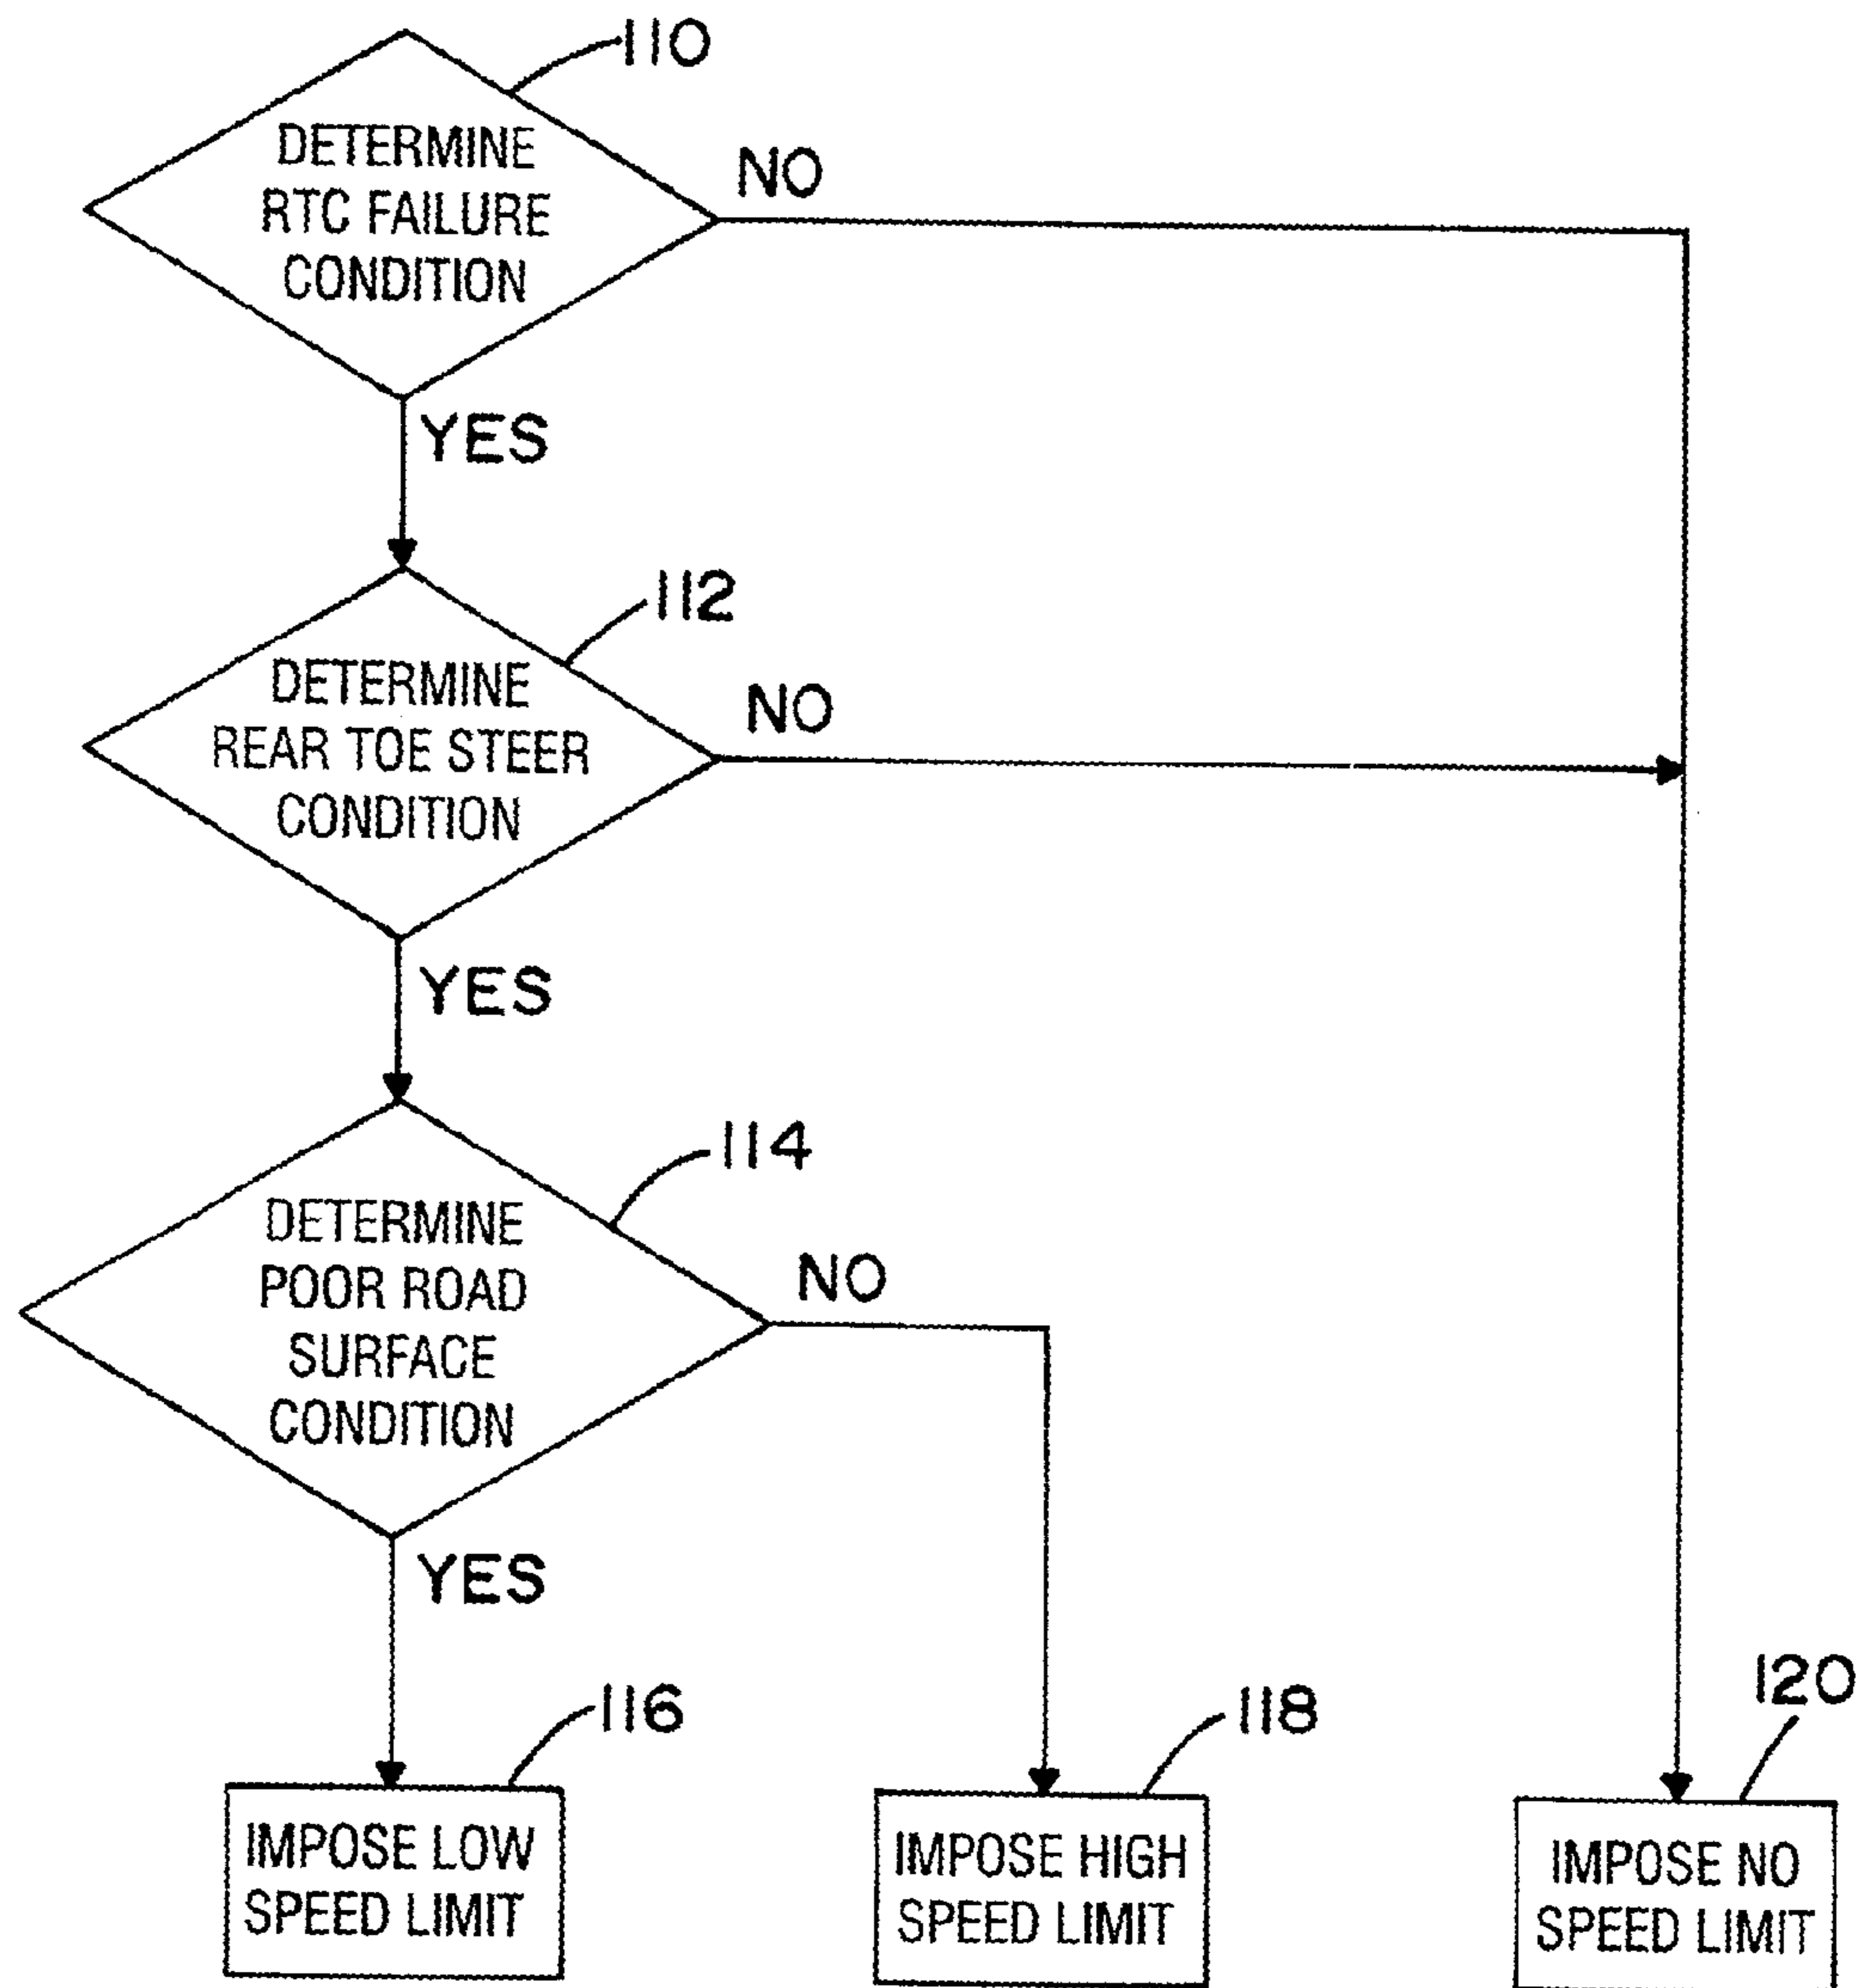 110
DETERMINE
RTC FAILURE
CONDITION
NO
YES
112
DETERMINE
REAR TOE STEER
CONDITION
NO
YES
114
DETERMINE
POOR ROAD
SURFACE
CONDITION
NO
YES
116
IMPOSE LOW
SPEED LIMIT
118
IMPOSE HIGH
SPEED LIMIT
120
IMPOSE NO
SPEED LIMIT